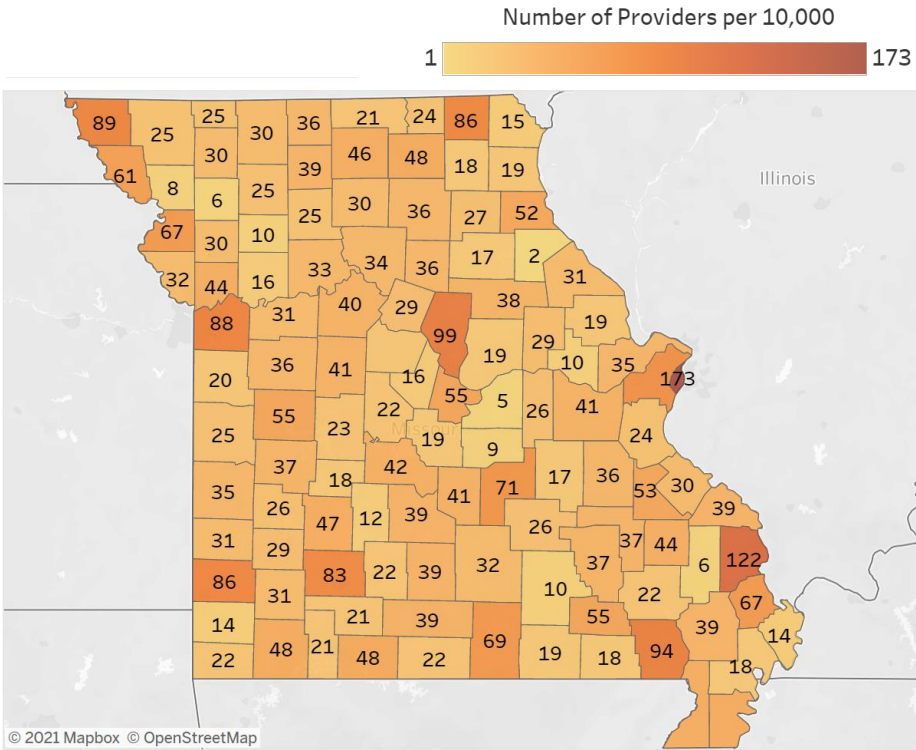 Number of Providers per 10,000
1 173
89 25 25 30 36 21 24 86 15
30 39 46 48 18 19
61 8 6 25 25 30 36 27 52
67 30 10 33 34 36 17 2 31
32 44 16
Illinois
88 31 40 29 99 38 19
20 36 41 16 19 29 10 35 173
55 5 26 41
25 55 23 22 19 9 24
Missouri
35 37 18 42 41 71 17 36 53 30 39
26 47 12 39 26
31 29 37 37 44 6 122
86 31 83 22 39 32 10 22 67
14 21 39 69 55 39 14
22 48 21 48 22 19 18 94 18
© 2021 Mapbox © OpenStreetMap